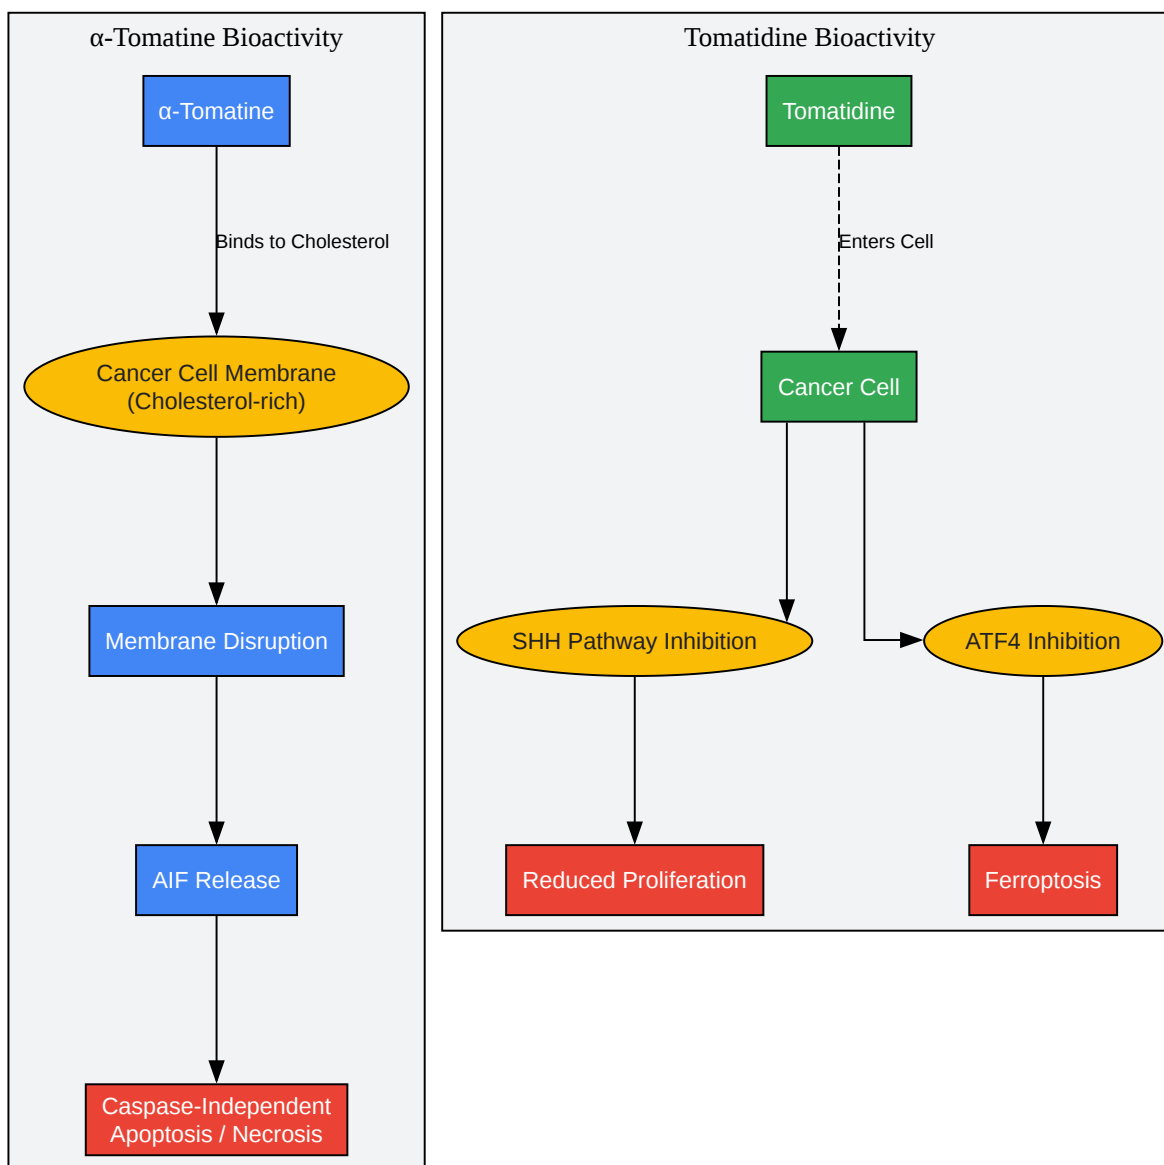 α-Tomatine Bioactivity
α-Tomatine
Binds to Cholesterol
Cancer Cell Membrane
(Cholesterol-rich)
Membrane Disruption
AIF Release
Caspase-Independent
Apoptosis / Necrosis
Tomatidine Bioactivity
Tomatidine
Enters Cell
Cancer Cell
SHH Pathway Inhibition
ATF4 Inhibition
Reduced Proliferation
Ferroptosis